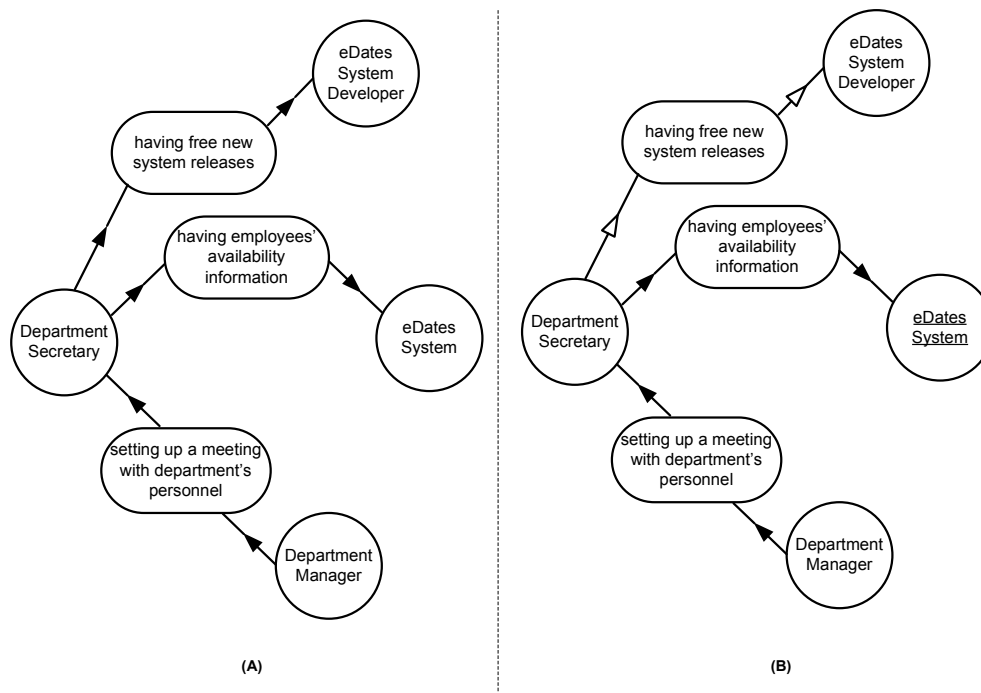 eDates
System
Developer
having free new
system releases
having employees'
availability
information
Department
Secretary
eDates
System
setting up a meeting
with department's
personnel
Department
Manager
(A)
eDates
System
Developer
having free new
system releases
having employees'
availability
information
Department
Secretary
eDates
System
setting up a meeting
with department's
personnel
Department
Manager
(B)